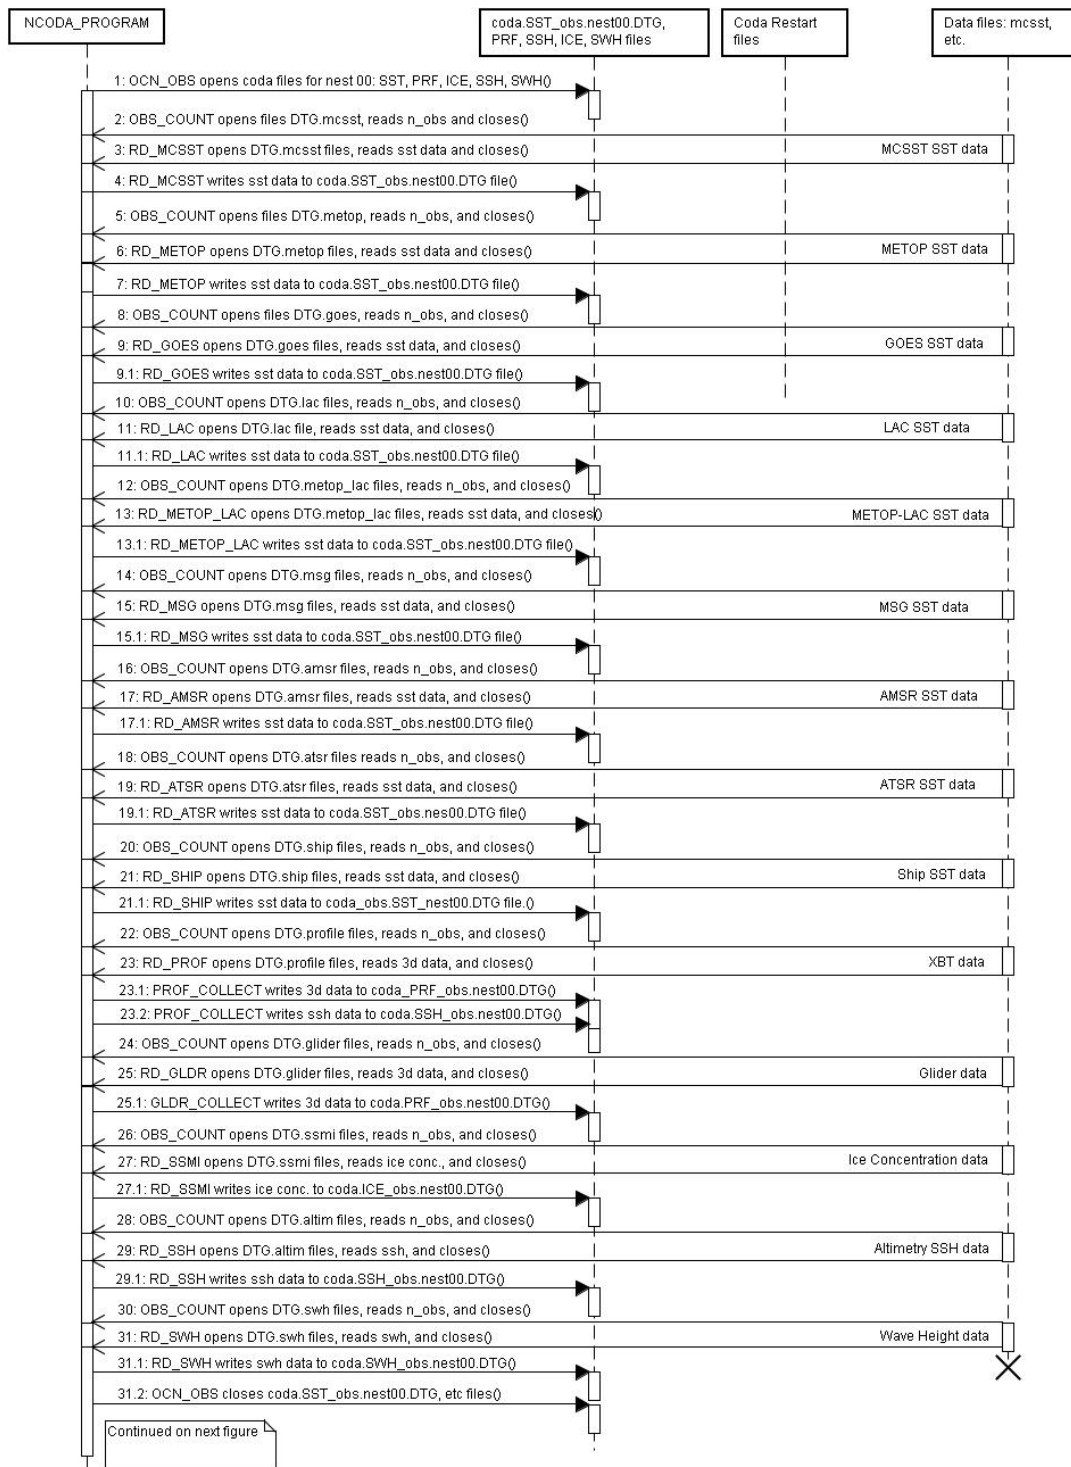 NCODA_PROGRAM
coda.SST_obs.nest00.DTG,
PRF, SSH, ICE, SWH files
Coda Restart
files
Data files: mcsst,
etc.
1: OCN_OBS opens coda files for nest 00: SST, PRF, ICE, SSH, SWH()
2: OBS_COUNT opens files DTG.mcsst, reads n_obs and closes()
3: RD_MCSST opens DTG.mcsst files, reads sst data and closes()
MCSST SST data
4: RD_MCSST writes sst data to coda.SST_obs.nest00.DTG file()
5: OBS_COUNT opens files DTG.metop, reads n_obs, and closes()
6: RD_METOP opens DTG.metop files, reads sst data and closes()
METOP SST data
7: RD_METOP writes sst data to coda.SST_obs.nest00.DTG file()
8: OBS_COUNT opens files DTG.goes, reads n_obs, and closes()
9: RD_GOES opens DTG.goes files, reads sst data, and closes()
GOES SST data
9.1: RD_GOES writes sst data to coda.SST_obs.nest00.DTG file()
10: OBS_COUNT opens DTG.lac files, reads n_obs, and closes()
11: RD_LAC opens DTG.lac file, reads sst data, and closes()
LAC SST data
11.1: RD_LAC writes sst data to coda.SST_obs.nest00.DTG file()
12: OBS_COUNT opens DTG.metop_lac files, reads n_obs, and closes()
13: RD_METOP_LAC opens DTG.metop_lac files, reads sst data, and closes()
METOP-LAC SST data
13.1: RD_METOP_LAC writes sst data to coda.SST_obs.nest00.DTG file()
14: OBS_COUNT opens DTG.msg files, reads n_obs, and closes()
15: RD_MSG opens DTG.msg files, reads sst data, and closes()
MSG SST data
15.1: RD_MSG writes sst data to coda.SST_obs.nest00.DTG file()
16: OBS_COUNT opens DTG.amsr files, reads n_obs, and closes()
17: RD_AMSR opens DTG.amsr files, reads sst data, and closes()
AMSR SST data
17.1: RD_AMSR writes sst data to coda.SST_obs.nest00.DTG file()
18: OBS_COUNT opens DTG.atsr files reads n_obs, and closes()
19: RD_ATSR opens DTG.atsr files, reads sst data, and closes()
ATSR SST data
19.1: RD_ATSR writes sst data to coda.SST_obs.nes00.DTG file()
20: OBS_COUNT opens DTG.ship files, reads n_obs, and closes()
21: RD_SHIP opens DTG.ship files, reads sst data, and closes()
Ship SST data
21.1: RD_SHIP writes sst data to coda_obs.SST_nest00.DTG file.()
22: OBS_COUNT opens DTG.profile files, reads n_obs, and closes()
23: RD_PROF opens DTG.profile files, reads 3d data, and closes()
XBT data
23.1: PROF_COLLECT writes 3d data to coda_PRF_obs.nest00.DTG()
23.2: PROF_COLLECT writes ssh data to coda.SSH_obs.nest00.DTG()
24: OBS_COUNT opens DTG.glider files, reads n_obs, and closes()
25: RD_GLDR opens DTG.glider files, reads 3d data, and closes()
Glider data
25.1: GLDR_COLLECT writes 3d data to coda.PRF_obs.nest00.DTG()
26: OBS_COUNT opens DTG.ssmi files, reads n_obs, and closes()
27: RD_SSMI opens DTG.ssmi files, reads ice conc., and closes()
Ice Concentration data
27.1: RD_SSMI writes ice conc. to coda.ICE_obs.nest00.DTG()
28: OBS_COUNT opens DTG.altim files, reads n_obs, and closes()
29: RD_SSH opens DTG.altim files, reads ssh, and closes()
Altimetry SSH data
29.1: RD_SSH writes ssh data to coda.SSH_obs.nest00.DTG()
30: OBS_COUNT opens DTG.swh files, reads n_obs, and closes()
31: RD_SWH opens DTG.swh files, reads swh, and closes()
Wave Height data
31.1: RD_SWH writes swh data to coda.SWH_obs.nest00.DTG()
31.2: OCN_OBS closes coda.SST_obs.nest00.DTG, etc files()
Continued on next figure